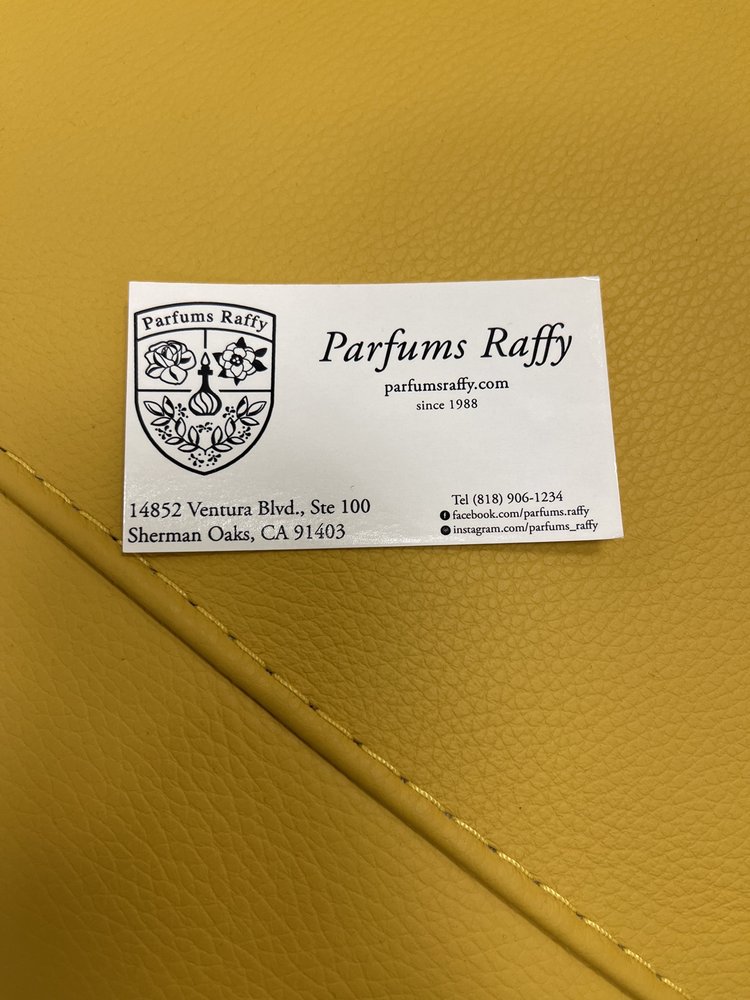 Parfums Raffy
Parfums Raffy
parfumsraffy.com
since 1988
14852 Ventura Blvd., Ste 100
Sherman Oaks, CA 91403
Tel (818) 906-1234
facebook.com/parfums.raffy
instagram.com/parfums_raffy